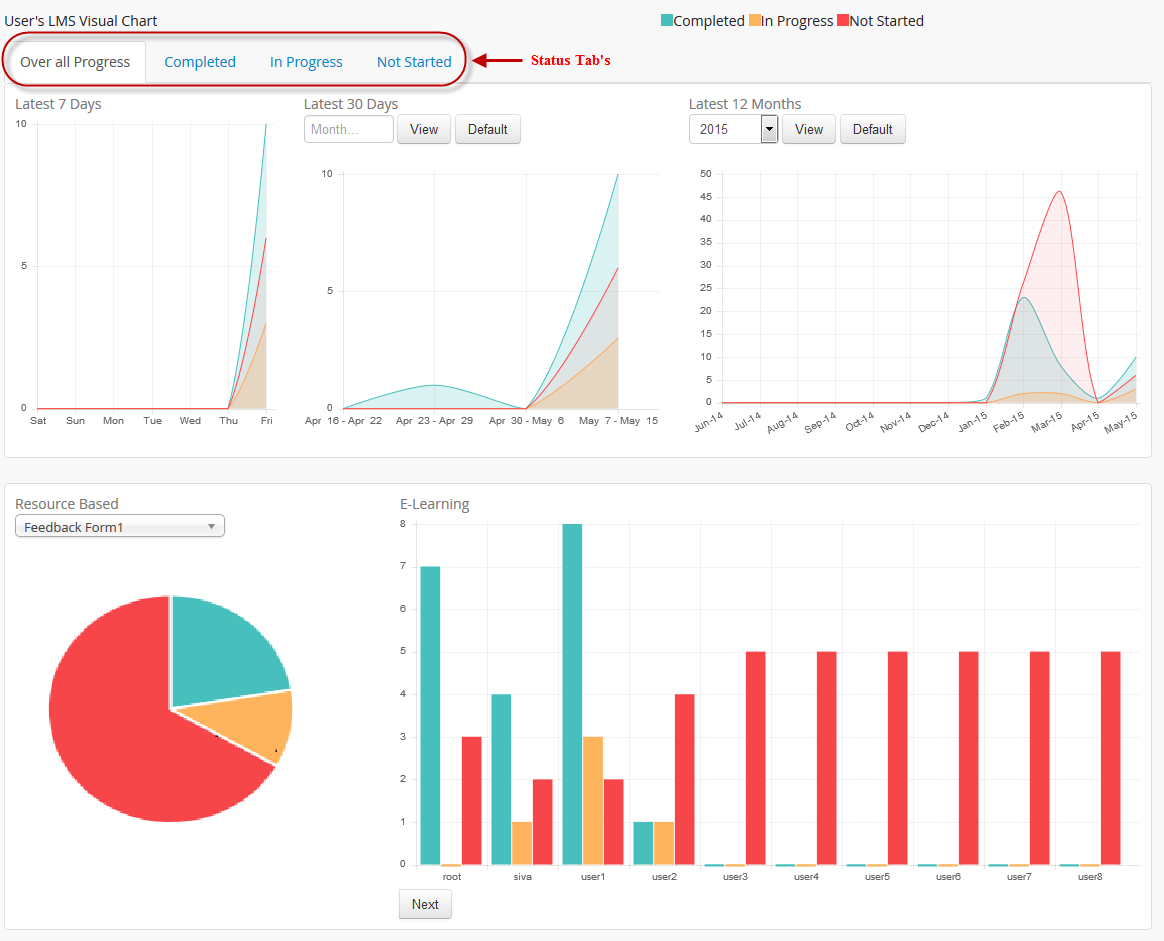 User's LMS Visual Chart
Completed In Progress Not Started
Over all Progress Completed In Progress Not Started Status Tab's
Latest 7 Days
10
5
0
Sat Sun Mon Tue Wed Thu Fri
Latest 30 Days
Month... View Default
10
5
0
Apr 16 - Apr 22 Apr 23 - Apr 29 Apr 30 - May 6 May 7 - May 15
Latest 12 Months
2015 View Default
50
45
40
35
30
25
20
15
10
5
0
Jun-14 Jul-14 Aug-14 Sep-14 Oct-14 Nov-14 Dec-14 Jan-15 Feb-15 Mar-15 Apr-15 May-15
Resource Based
Feedback Form1
E-Learning
8
7
6
5
4
3
2
1
0
root siva user1 user2 user3 user4 user5 user6 user7 user8
Next